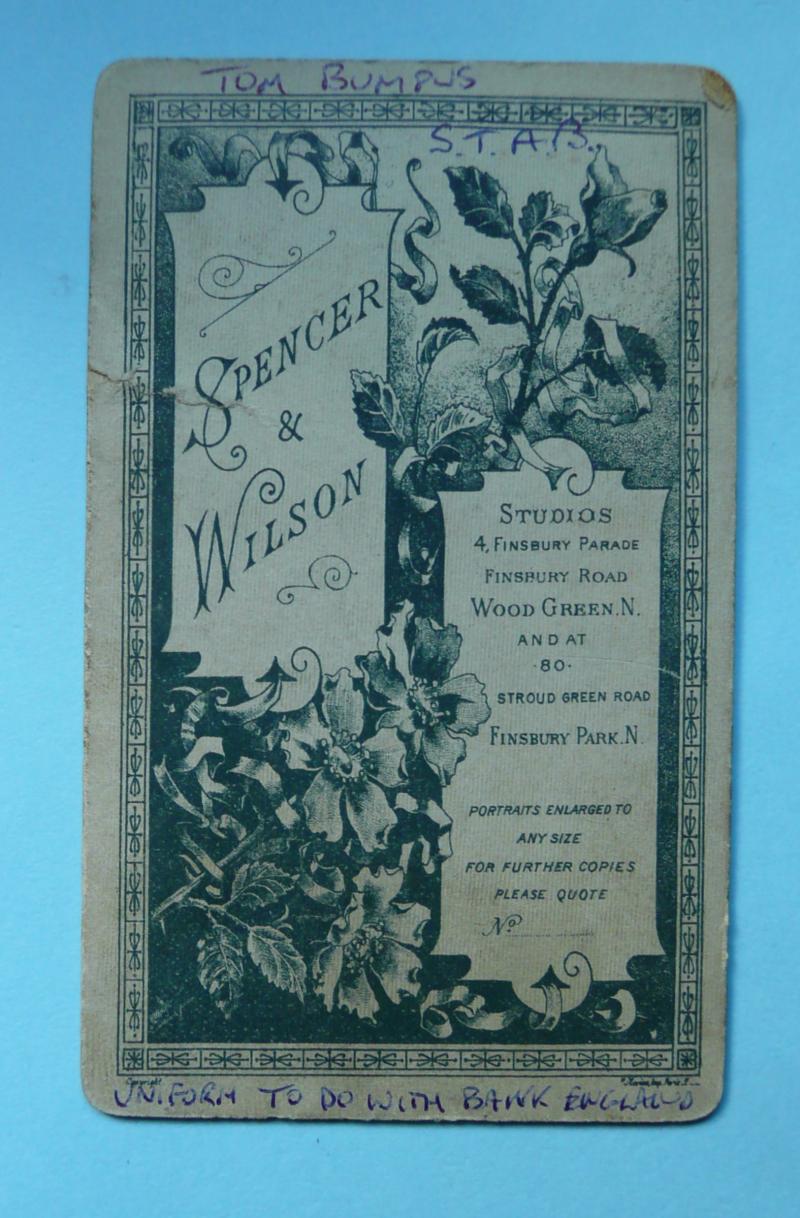 TOM BUMPUS
S.T.A.B.
SPENCER
&
WILSON
STUDIOS
4, FINSBURY PARADE
FINSBURY ROAD
WOOD GREEN.N.
AND AT
·80·
STROUD GREEN ROAD
FINSBURY PARK.N.
PORTRAITS ENLARGED TO
ANY SIZE
FOR FURTHER COPIES
PLEASE QUOTE
No
Copyright
UNIFORM TO DO WITH BANK ENGLAND